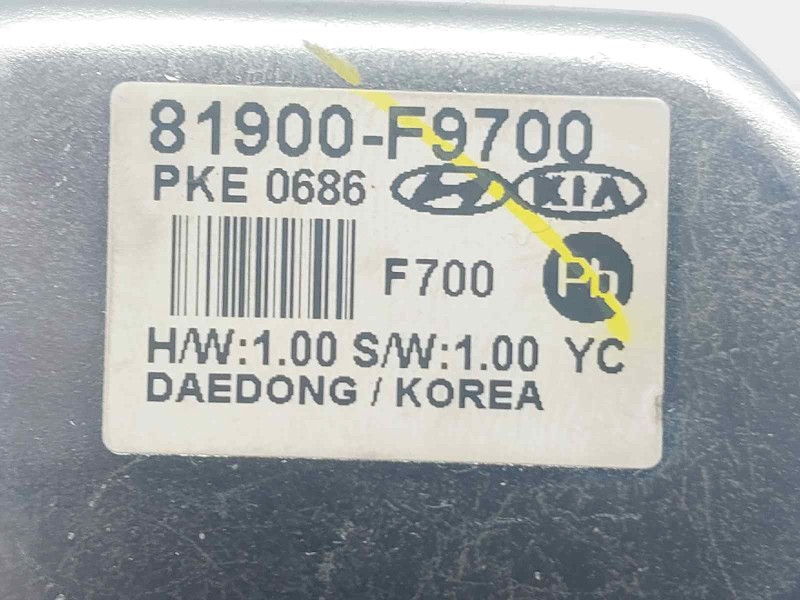 81900-F9700
PKE 0686 H KIA
F700 Pb
H/W:1.00 S/W:1.00 YC
DAEDONG / KOREA